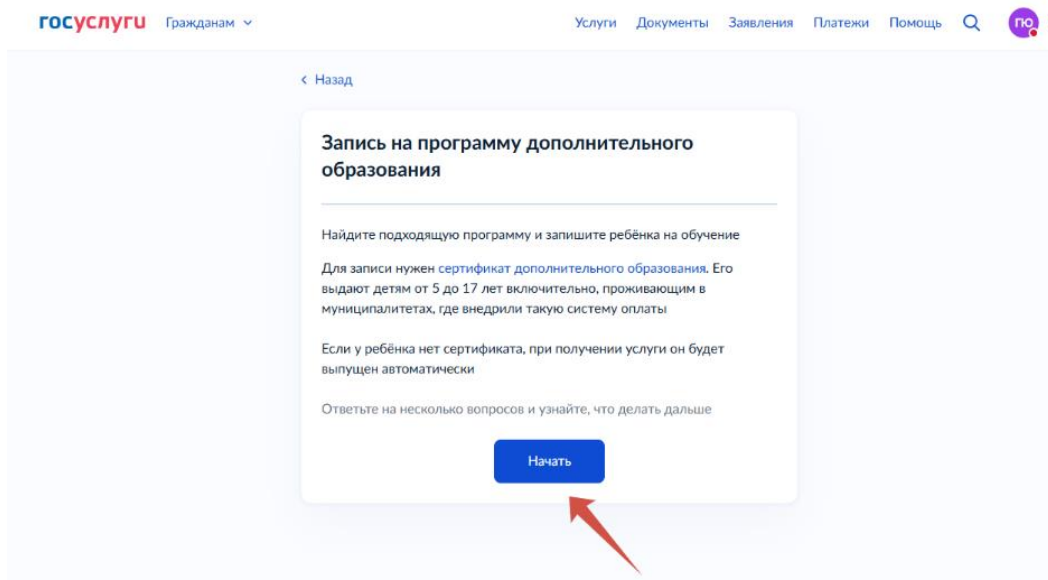 госуслуги Гражданам Услуги Документы Заявления Платежи Помощь ПЮ
Назад
Запись на программу дополнительного
образования
Найдите подходящую программу и запишите ребёнка на обучение
Для записи нужен сертификат дополнительного образования. Его
выдают детям от 5 до 17 лет включительно, проживающим в
муниципалитетах, где внедрили такую систему оплаты
Если у ребёнка нет сертификата, при получении услуги он будет
выпущен автоматически
Ответьте на несколько вопросов и узнайте, что делать дальше
Начать